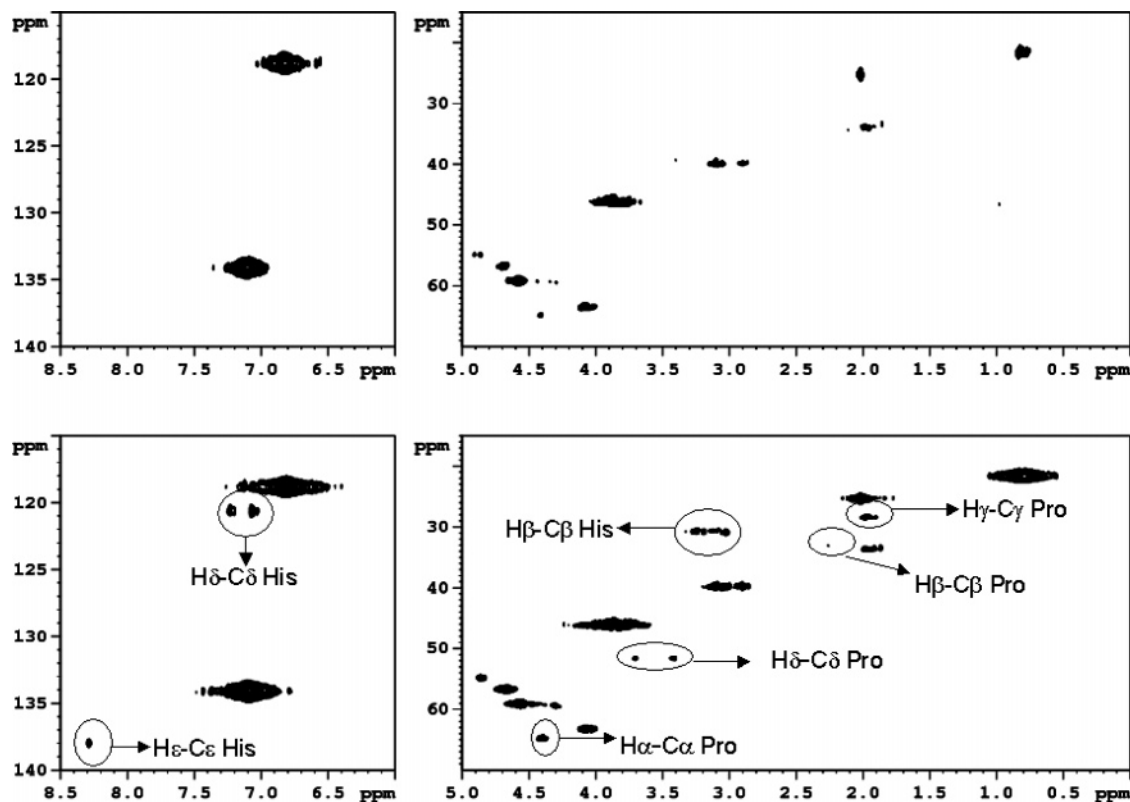 ppm
120
125
130
135
140
8.5 8.0 7.5 7.0 6.5 ppm
ppm
30
40
50
60
5.0 4.5 4.0 3.5 3.0 2.5 2.0 1.5 1.0 0.5 ppm
ppm
120
125
130
135
140
8.5 8.0 7.5 7.0 6.5 ppm
Hδ-Cδ His
Hε-Cε His
ppm
30
40
50
60
5.0 4.5 4.0 3.5 3.0 2.5 2.0 1.5 1.0 0.5 ppm
Hγ-Cγ Pro
Hβ-Cβ His
Hβ-Cβ Pro
Hδ-Cδ Pro
Hα-Cα Pro